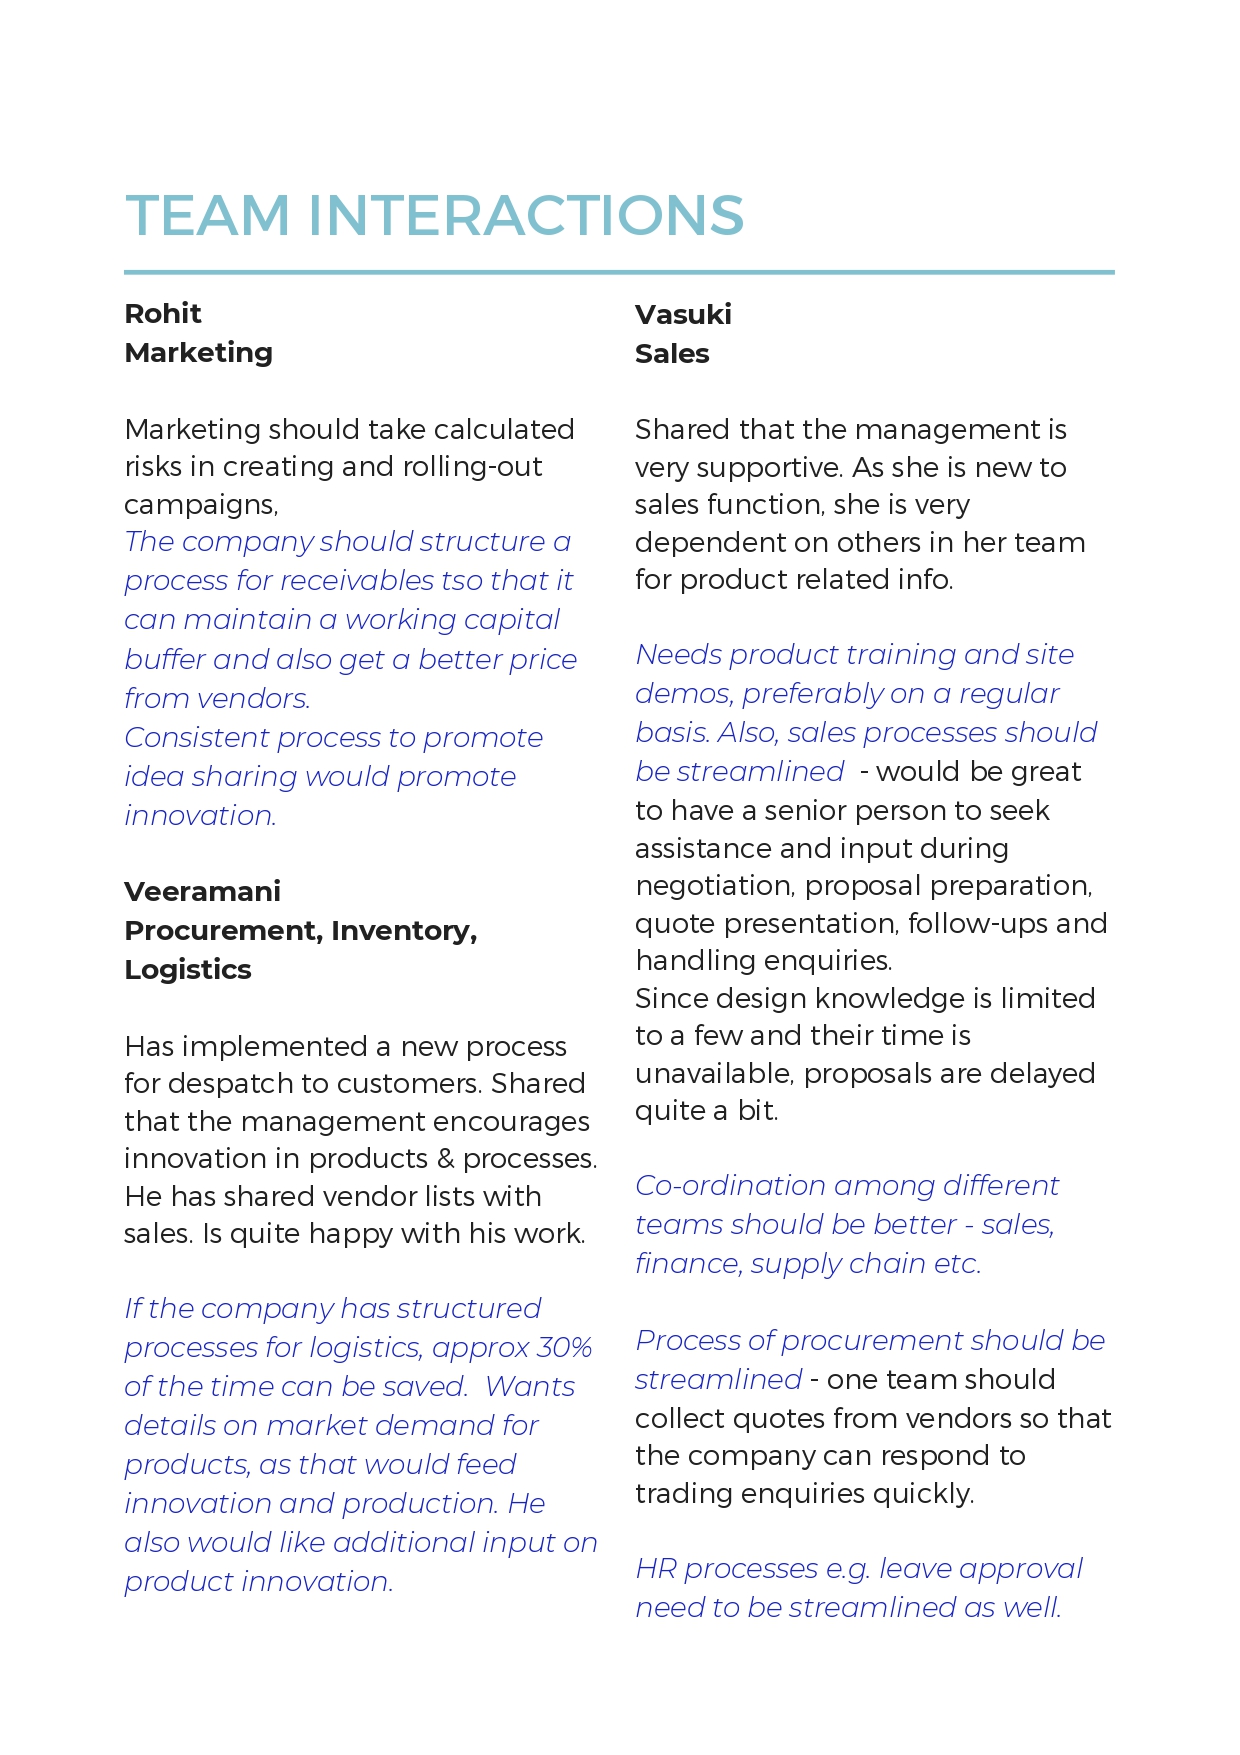 TEAM INTERACTIONS
Rohit
Marketing
Marketing should take calculated
risks in creating and rolling-out
campaigns,
The company should structure a
process for receivables tso that it
can maintain a working capital
buffer and also get a better price
from vendors.
Consistent process to promote
idea sharing would promote
innovation.
Veeramani
Procurement, Inventory,
Logistics
Has implemented a new process
for despatch to customers. Shared
that the management encourages
innovation in products & processes.
He has shared vendor lists with
sales. Is quite happy with his work.
If the company has structured
processes for logistics, approx 30%
of the time can be saved.  Wants
details on market demand for
products, as that would feed
innovation and production. He
also would like additional input on
product innovation.
Vasuki
Sales
Shared that the management is
very supportive. As she is new to
sales function, she is very
dependent on others in her team
for product related info.
Needs product training and site
demos, preferably on a regular
basis. Also, sales processes should
be streamlined  - would be great
to have a senior person to seek
assistance and input during
negotiation, proposal preparation,
quote presentation, follow-ups and
handling enquiries.
Since design knowledge is limited
to a few and their time is
unavailable, proposals are delayed
quite a bit.
Co-ordination among different
teams should be better - sales,
finance, supply chain etc.
Process of procurement should be
streamlined - one team should
collect quotes from vendors so that
the company can respond to
trading enquiries quickly.
HR processes e.g. leave approval
need to be streamlined as well.